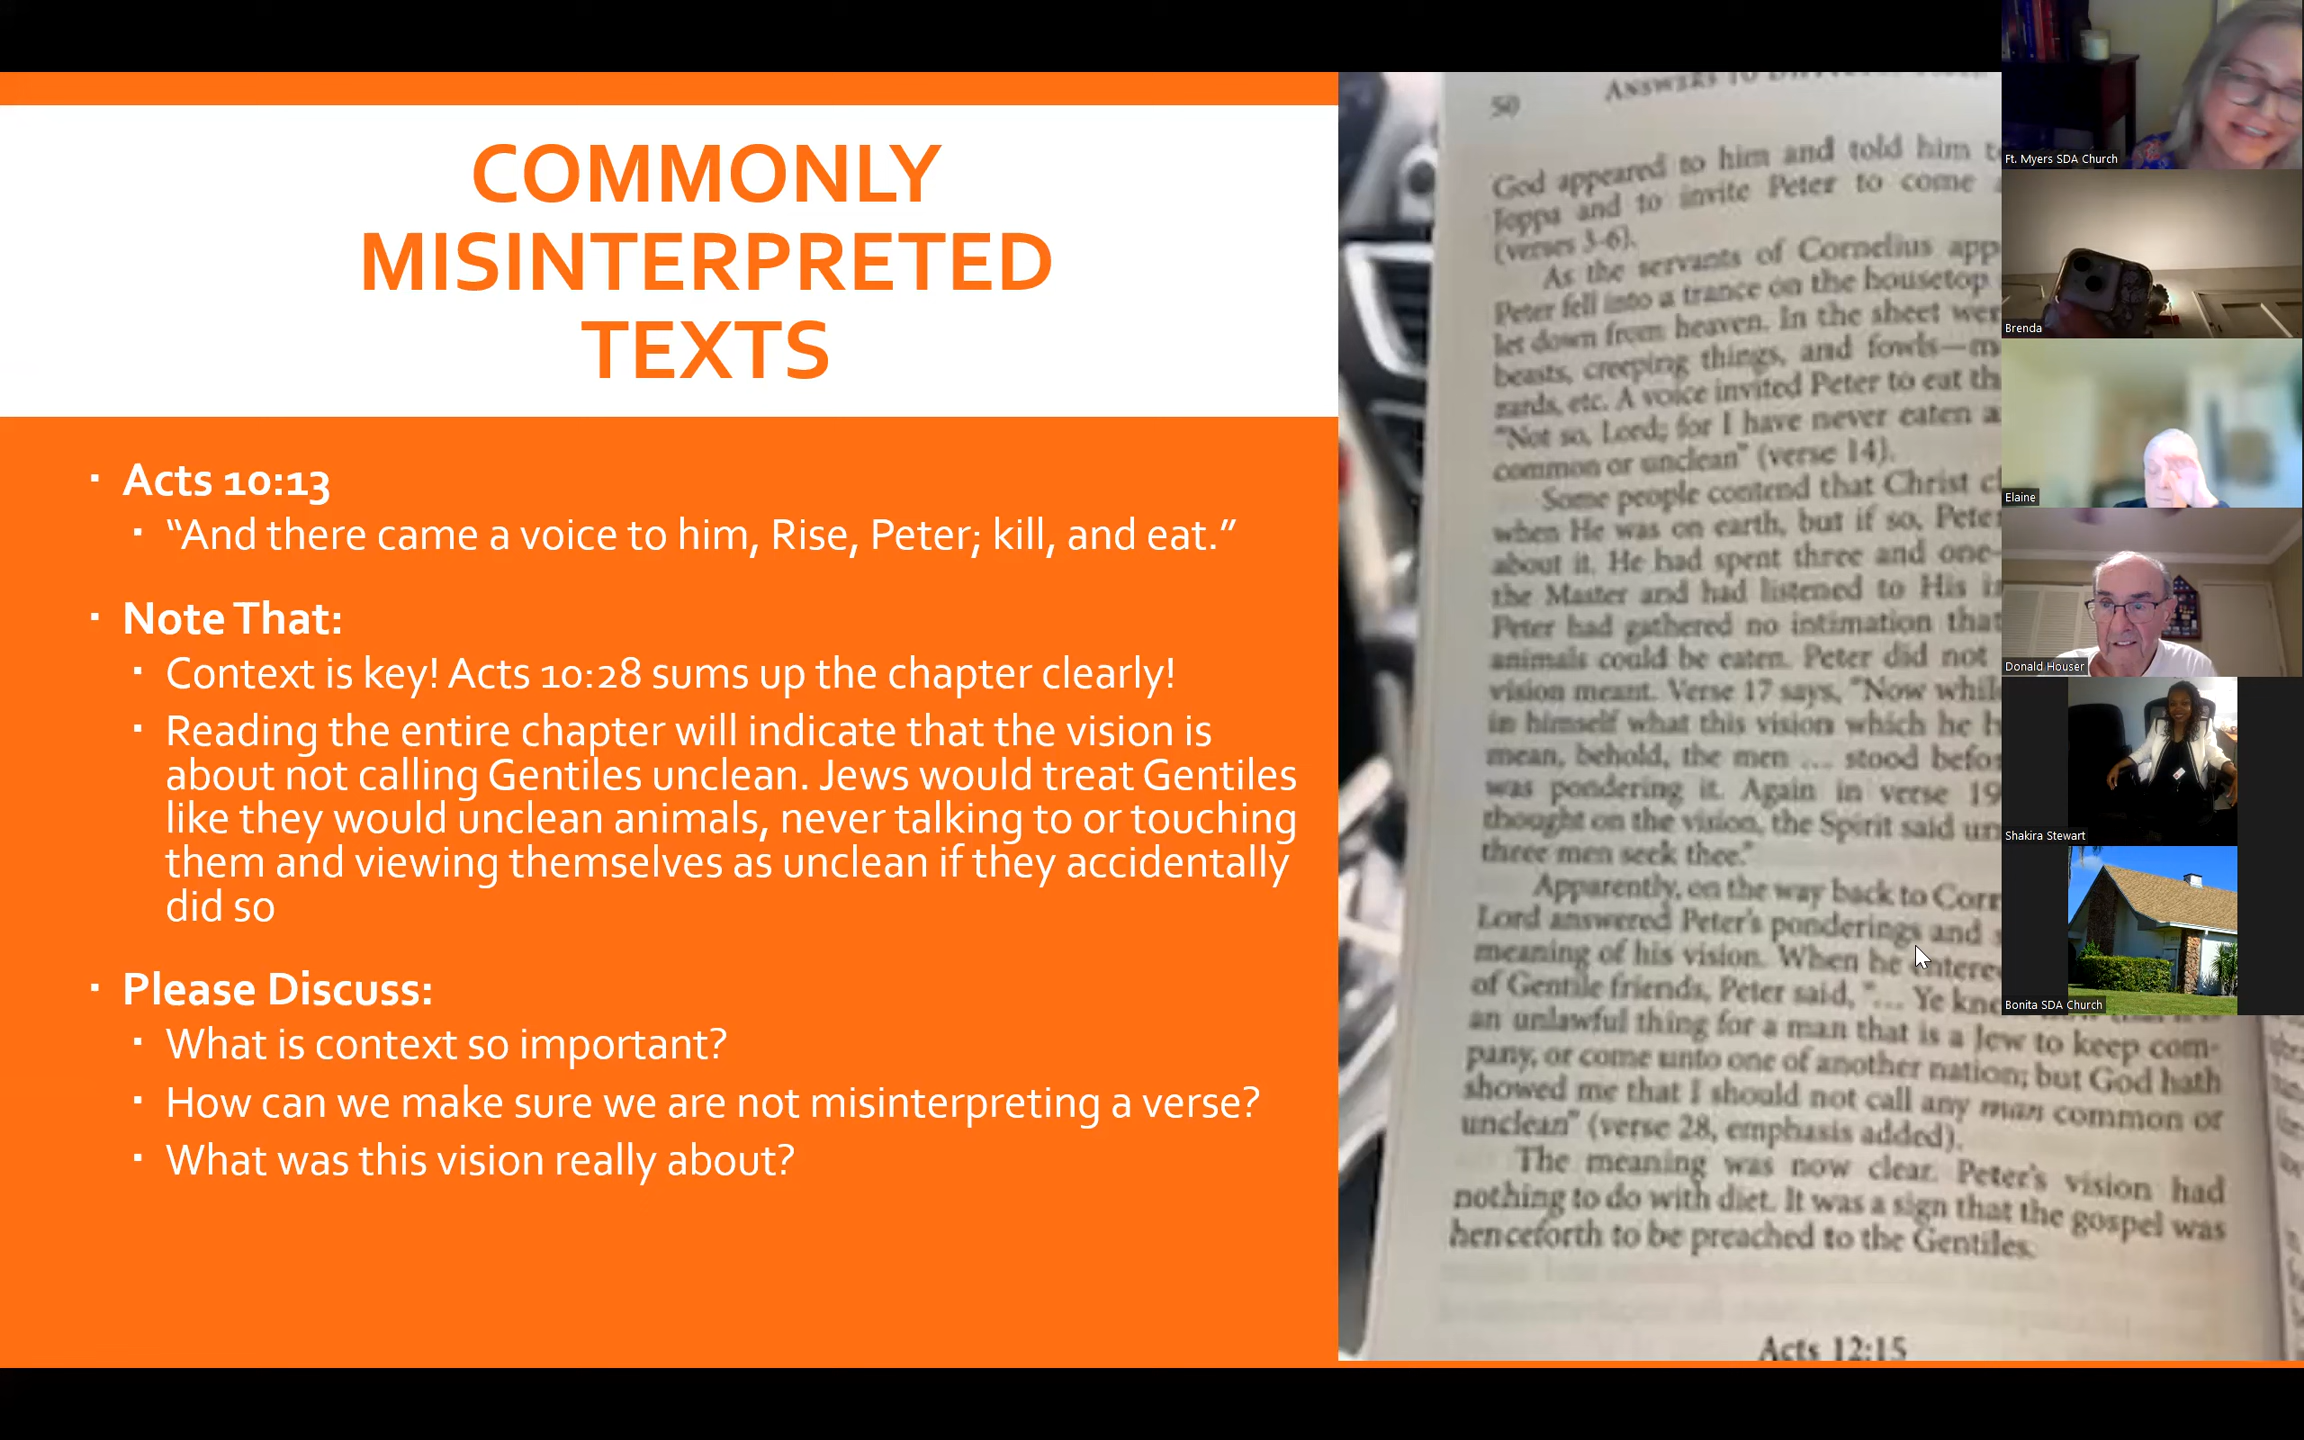 COMMONLY
MISINTERPRETED
TEXTS
Acts 10:13
“And there came a voice to him, Rise, Peter; kill, and eat.”
Note That:
Context is key! Acts 10:28 sums up the chapter clearly!
Reading the entire chapter will indicate that the vision is
about not calling Gentiles unclean. Jews would treat Gentiles
like they would unclean animals, never talking to or touching
them and viewing themselves as unclean if they accidentally
did so
Please Discuss:
What is context so important?
How can we make sure we are not misinterpreting a verse?
What was this vision really about?
50
ANSWERS TO
God appeared to him and told him
Joppa and to invite Peter to come
(verses 3-6).
As the servants of Cornelius
Peter fell into a trance on the housetop
let down from heaven. In the sheet
beasts, creeping things, and fowls—
etc. A voice invited Peter to eat
"Not so, Lord; for I have never eaten
common or unclean" (verse 14).
Some people contend that Christ
when He was on earth, but if so,
about it. He had spent three and one-
the Master and had listened to His
Peter had gathered no intimation that
animals could be eaten. Peter did not
vision meant. Verse 17 says, "Now
in himself what this vision which he
mean, behold, the men ... stood
was pondering it. Again in verse 19
thought on the vision, the Spirit said
three men seek thee."
Apparently, on the way back to
Lord answered Peter's ponderings and
meaning of his vision. When he
of Gentile friends, Peter said, "... Ye
an unlawful thing for a man that is a Jew to keep com-
pany, or come unto one of another nation; but God hath
showed me that I should not call any man common or
unclean" (verse 28, emphasis added).
The meaning was now clear. Peter's vision had
nothing to do with diet. It was a sign that the gospel was
henceforth to be preached to the Gentiles.
Acts 12:15
Ft. Myers SDA Church
Brenda
Elaine
Donald Houser
Shakira Stewart
Bonita SDA Church